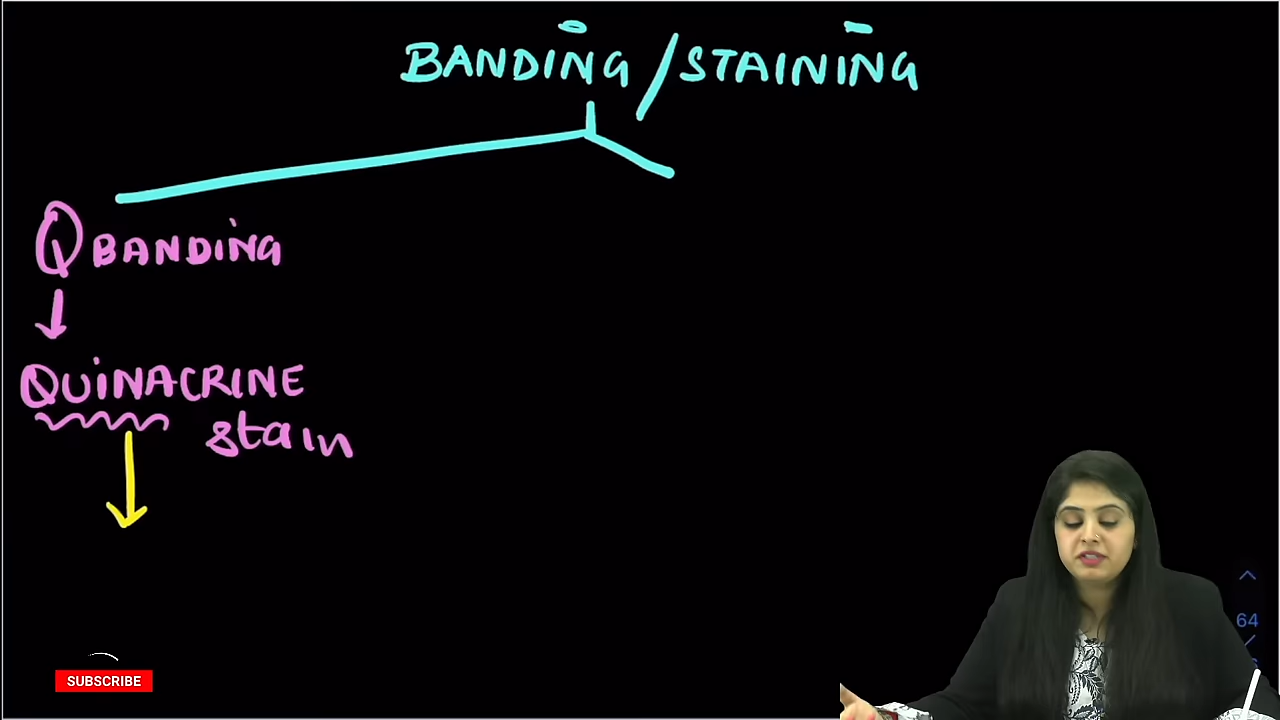 BANDING / STAINING
Q BANDING
QUINACRINE
stain
64
SUBSCRIBE